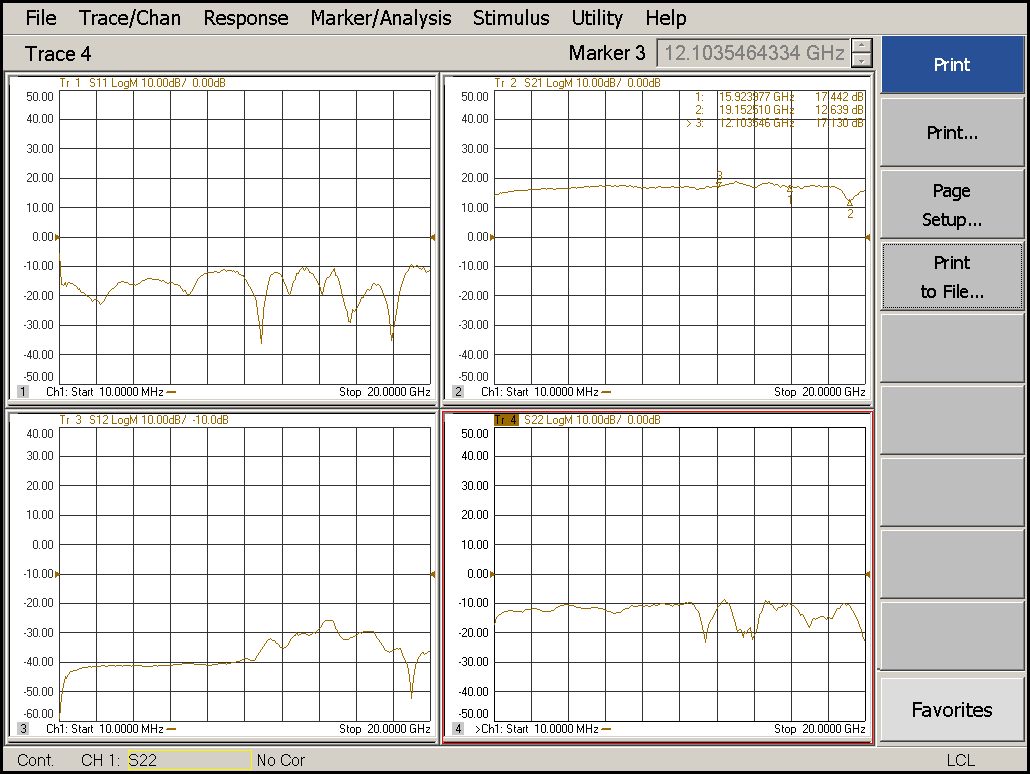 File Trace/Chan Response Marker/Analysis Stimulus Utility Help
Trace 4 Marker 3 12.1035464334 GHz
Print
Print...
Page
Setup...
Print
to File...
Favorites
Tr 1 S11 LogM 10.00dB/ 0.00dB
50.00
40.00
30.00
20.00
10.00
0.00
-10.00
-20.00
-30.00
-40.00
-50.00
1 Ch1: Start 10.0000 MHz Stop 20.0000 GHz
Tr 2 S21 LogM 10.00dB/ 0.00dB
1: 15.923977 GHz 17.442 dB
2: 19.152510 GHz 12.639 dB
> 3: 12.103546 GHz 17.130 dB
50.00
40.00
30.00
20.00
10.00
0.00
-10.00
-20.00
-30.00
-40.00
-50.00
3
1
2
2 Ch1: Start 10.0000 MHz Stop 20.0000 GHz
Tr 3 S12 LogM 10.00dB/ -10.0dB
40.00
30.00
20.00
10.00
0.00
-10.00
-20.00
-30.00
-40.00
-50.00
-60.00
3 Ch1: Start 10.0000 MHz Stop 20.0000 GHz
Tr 4 S22 LogM 10.00dB/ 0.00dB
50.00
40.00
30.00
20.00
10.00
0.00
-10.00
-20.00
-30.00
-40.00
-50.00
4 >Ch1: Start 10.0000 MHz Stop 20.0000 GHz
Cont. CH 1: S22 No Cor LCL